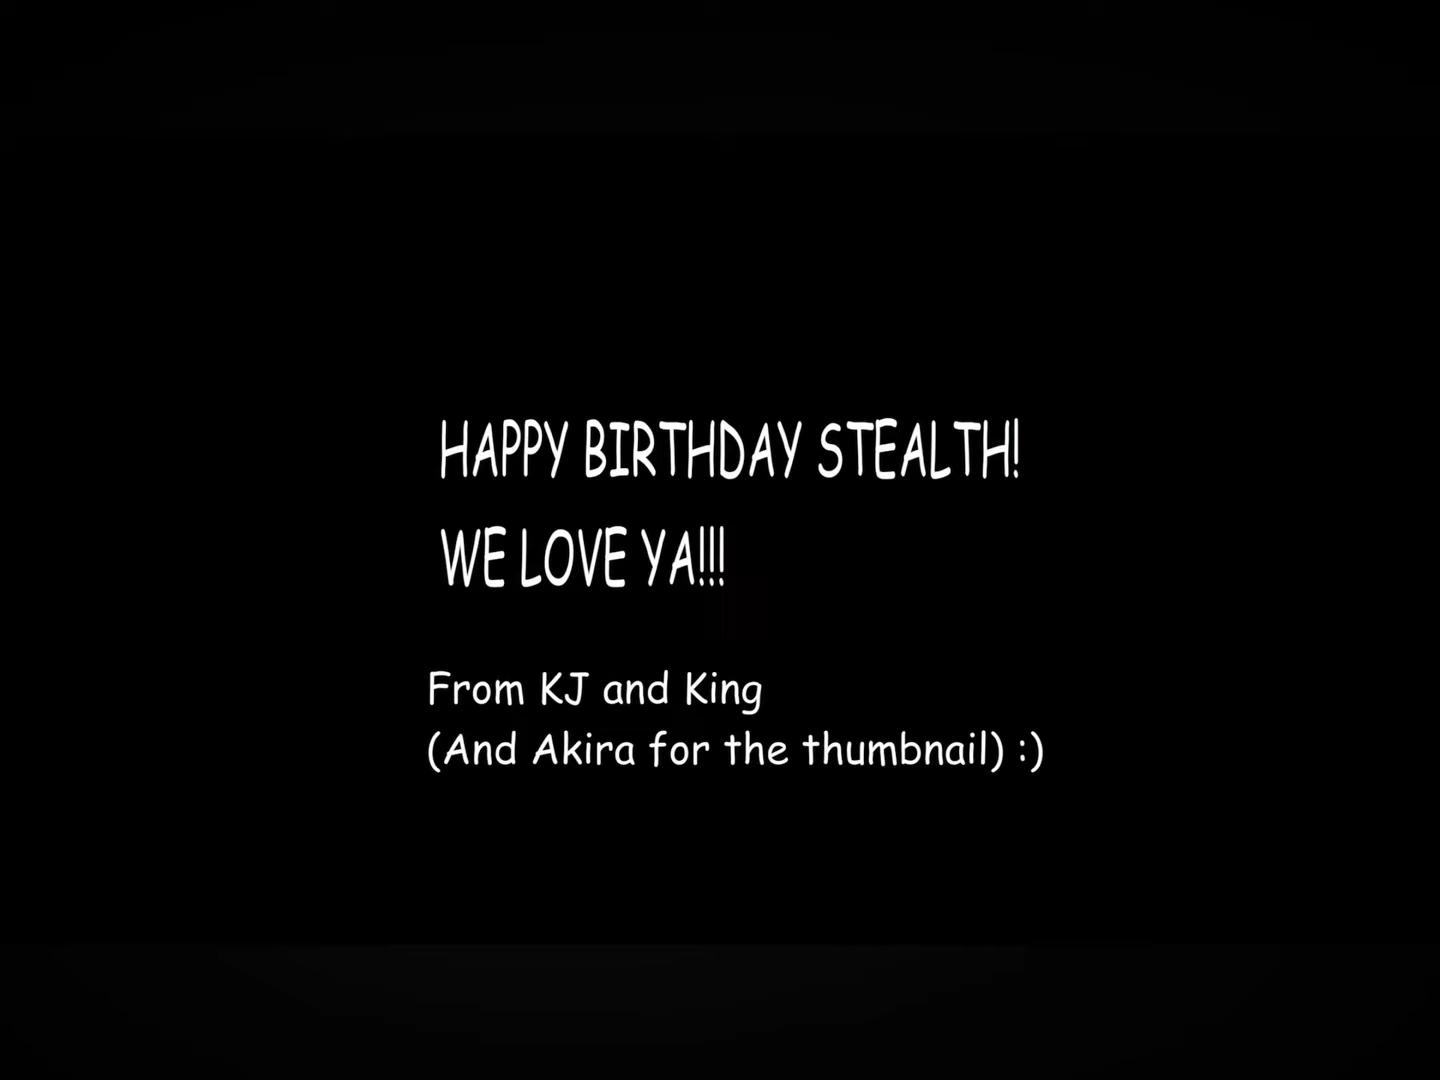 HAPPY BIRTHDAY STEALTH!
WE LOVE YA!!!
From KJ and King
(And Akira for the thumbnail) :)